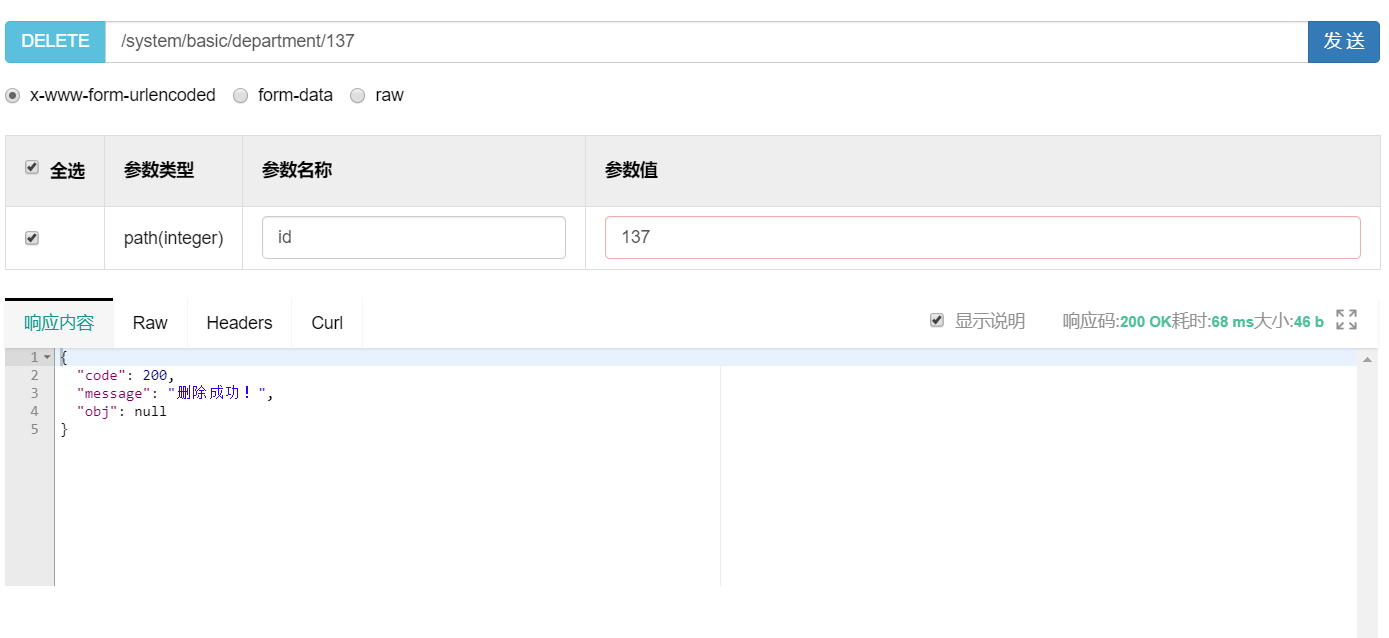 DELETE /system/basic/department/137 发送
x-www-form-urlencoded form-data raw
全选 参数类型 参数名称 参数值
path(integer) id 137
响应内容 Raw Headers Curl 显示说明 响应码:200 OK耗时:68 ms大小:46 b
1 {
2 "code": 200,
3 "message": "删除成功！",
4 "obj": null
5 }